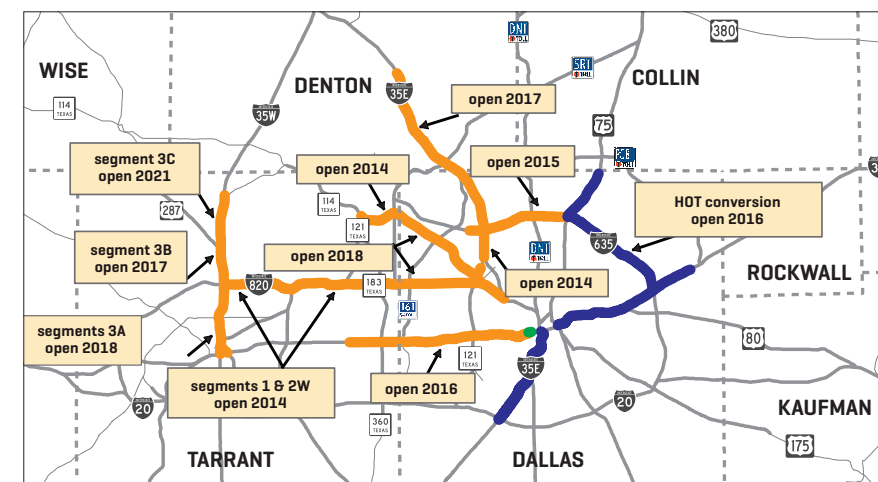 380
WISE
COLLIN
DENTON
35E
114
TEXAS
open 2017
35W
75
segment 3C
open 2021
open 2014
open 2015
HOT conversion
open 2016
114
TEXAS
287
121
TEXAS
segment 3B
open 2017
open 2018
635
820
183
TEXAS
open 2014
ROCKWALL
161
segments 3A
open 2018
80
121
TEXAS
35E
segments 1 & 2W
open 2014
open 2016
20
20
360
TEXAS
KAUFMAN
175
TARRANT
DALLAS